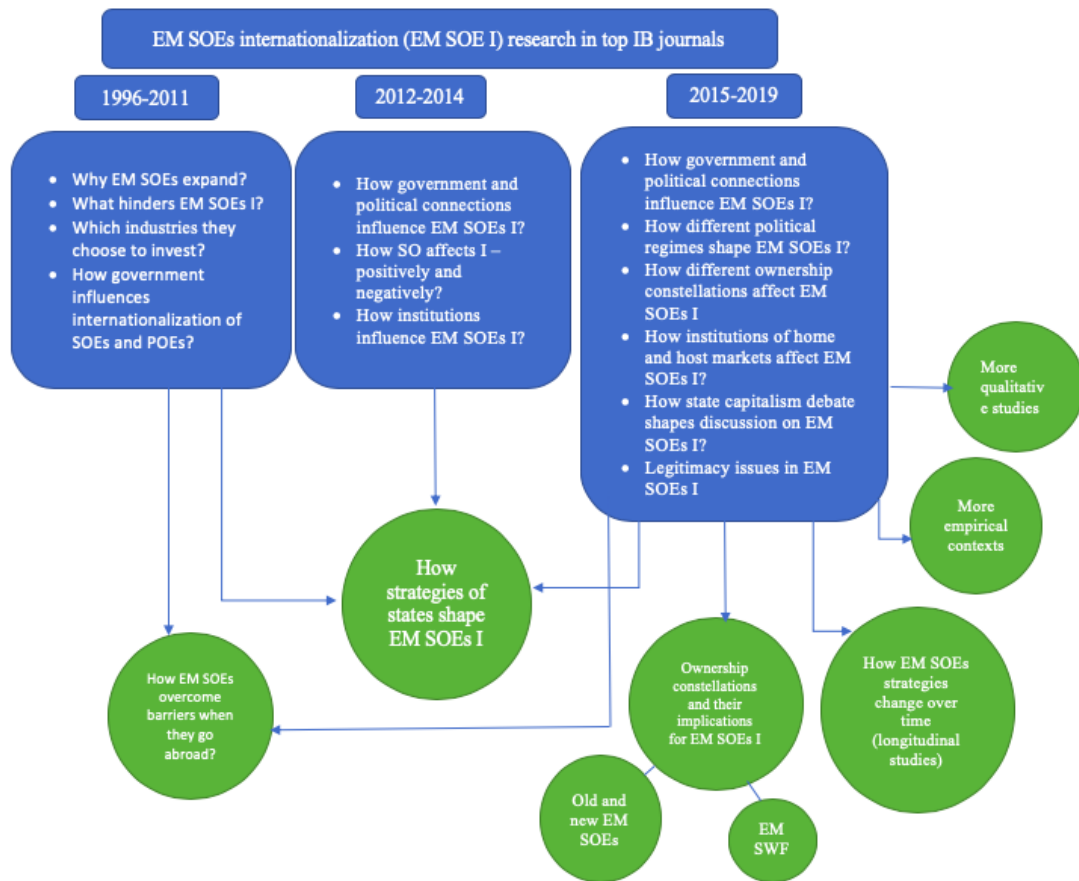 EM SOEs internationalization (EM SOE I) research in top IB journals
1996-2011
2012-2014
2015-2019
• Why EM SOEs expand?
• What hinders EM SOEs I?
• Which industries they
choose to invest?
• How government
influences
internationalization of
SOEs and POEs?
• How government and
political connections
influence EM SOEs I?
• How SO affects I –
positively and
negatively?
• How institutions
influence EM SOEs I?
• How government and
political connections
influence EM SOEs I?
• How different political
regimes shape EM SOEs I?
• How different ownership
constellations affect EM
SOEs I
• How institutions of home
and host markets affect EM
SOEs I?
• How state capitalism debate
shapes discussion on EM
SOEs I?
• Legitimacy issues in EM
SOEs I
More
qualitativ
e studies
More
empirical
contexts
How
strategies of
states shape
EM SOEs I
How EM SOEs
overcome
barriers when
they go
abroad?
Ownership
constellations
and their
implications
for EM SOEs I
How EM SOEs
strategies
change over
time
(longitudinal
studies)
Old and
new EM
SOEs
EM
SWF